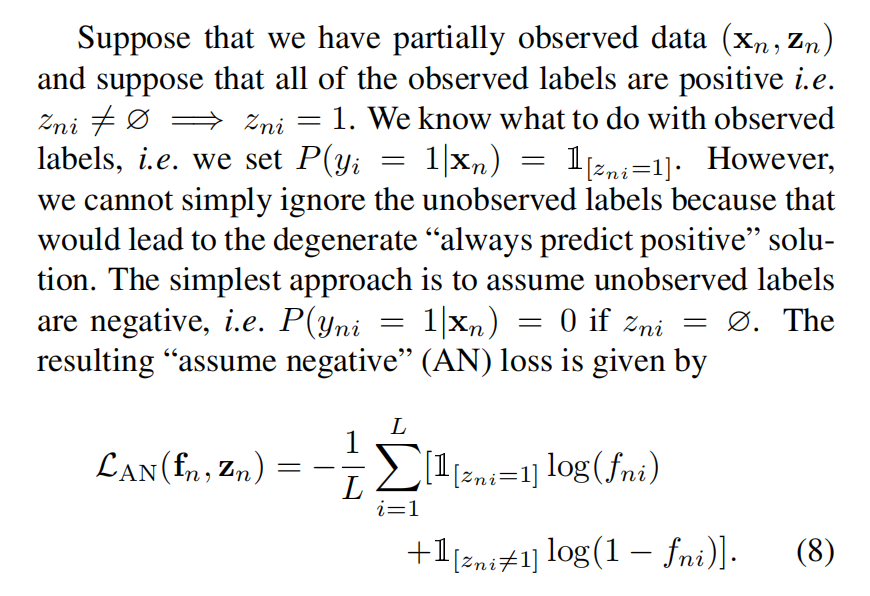 Suppose that we have partially observed data (xₙ, zₙ)
and suppose that all of the observed labels are positive i.e.
zₙᵢ ≠ ∅ ⟹ zₙᵢ = 1. We know what to do with observed
labels, i.e. we set P(yᵢ = 1|xₙ) = 𝟙[zₙᵢ=1]. However,
we cannot simply ignore the unobserved labels because that
would lead to the degenerate “always predict positive” solu-
tion. The simplest approach is to assume unobserved labels
are negative, i.e. P(yₙᵢ = 1|xₙ) = 0 if zₙᵢ = ∅. The
resulting “assume negative” (AN) loss is given by
ℒ_AN(fₙ, zₙ) = −\frac{1}{L} ∑_{i=1}^{L} [𝟙[zₙᵢ=1] log(fₙᵢ)
+𝟙[zₙᵢ≠1] log(1 − fₙᵢ)]. (8)